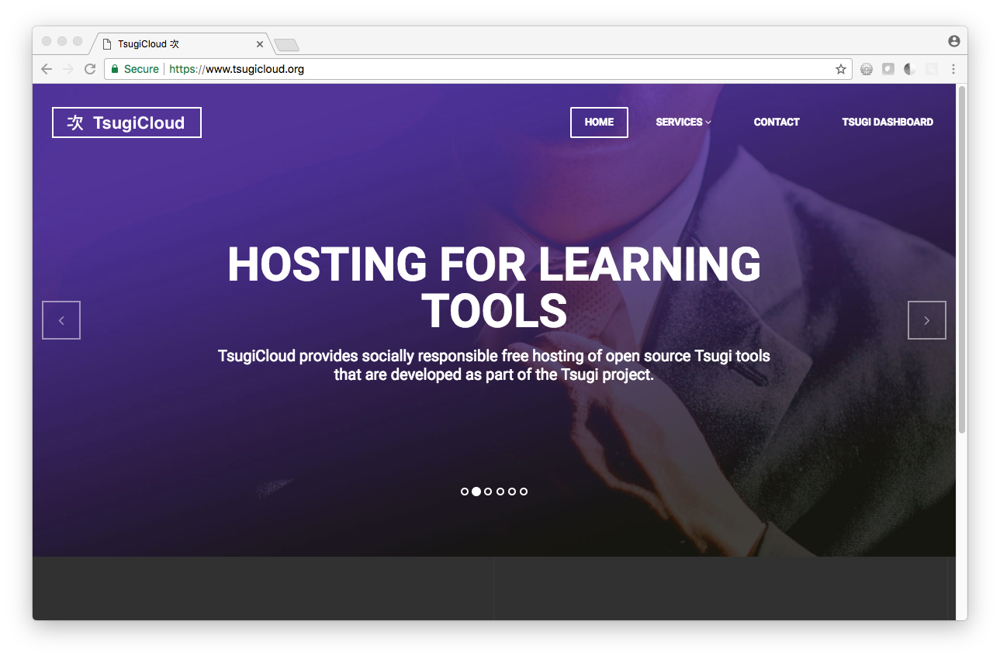 TsugiCloud 次
Secure
https://www.tsugicloud.org
次 TsugiCloud
HOME
SERVICES
CONTACT
TSUGI DASHBOARD
HOSTING FOR LEARNING
TOOLS
TsugiCloud provides socially responsible free hosting of open source Tsugi tools
that are developed as part of the Tsugi project.